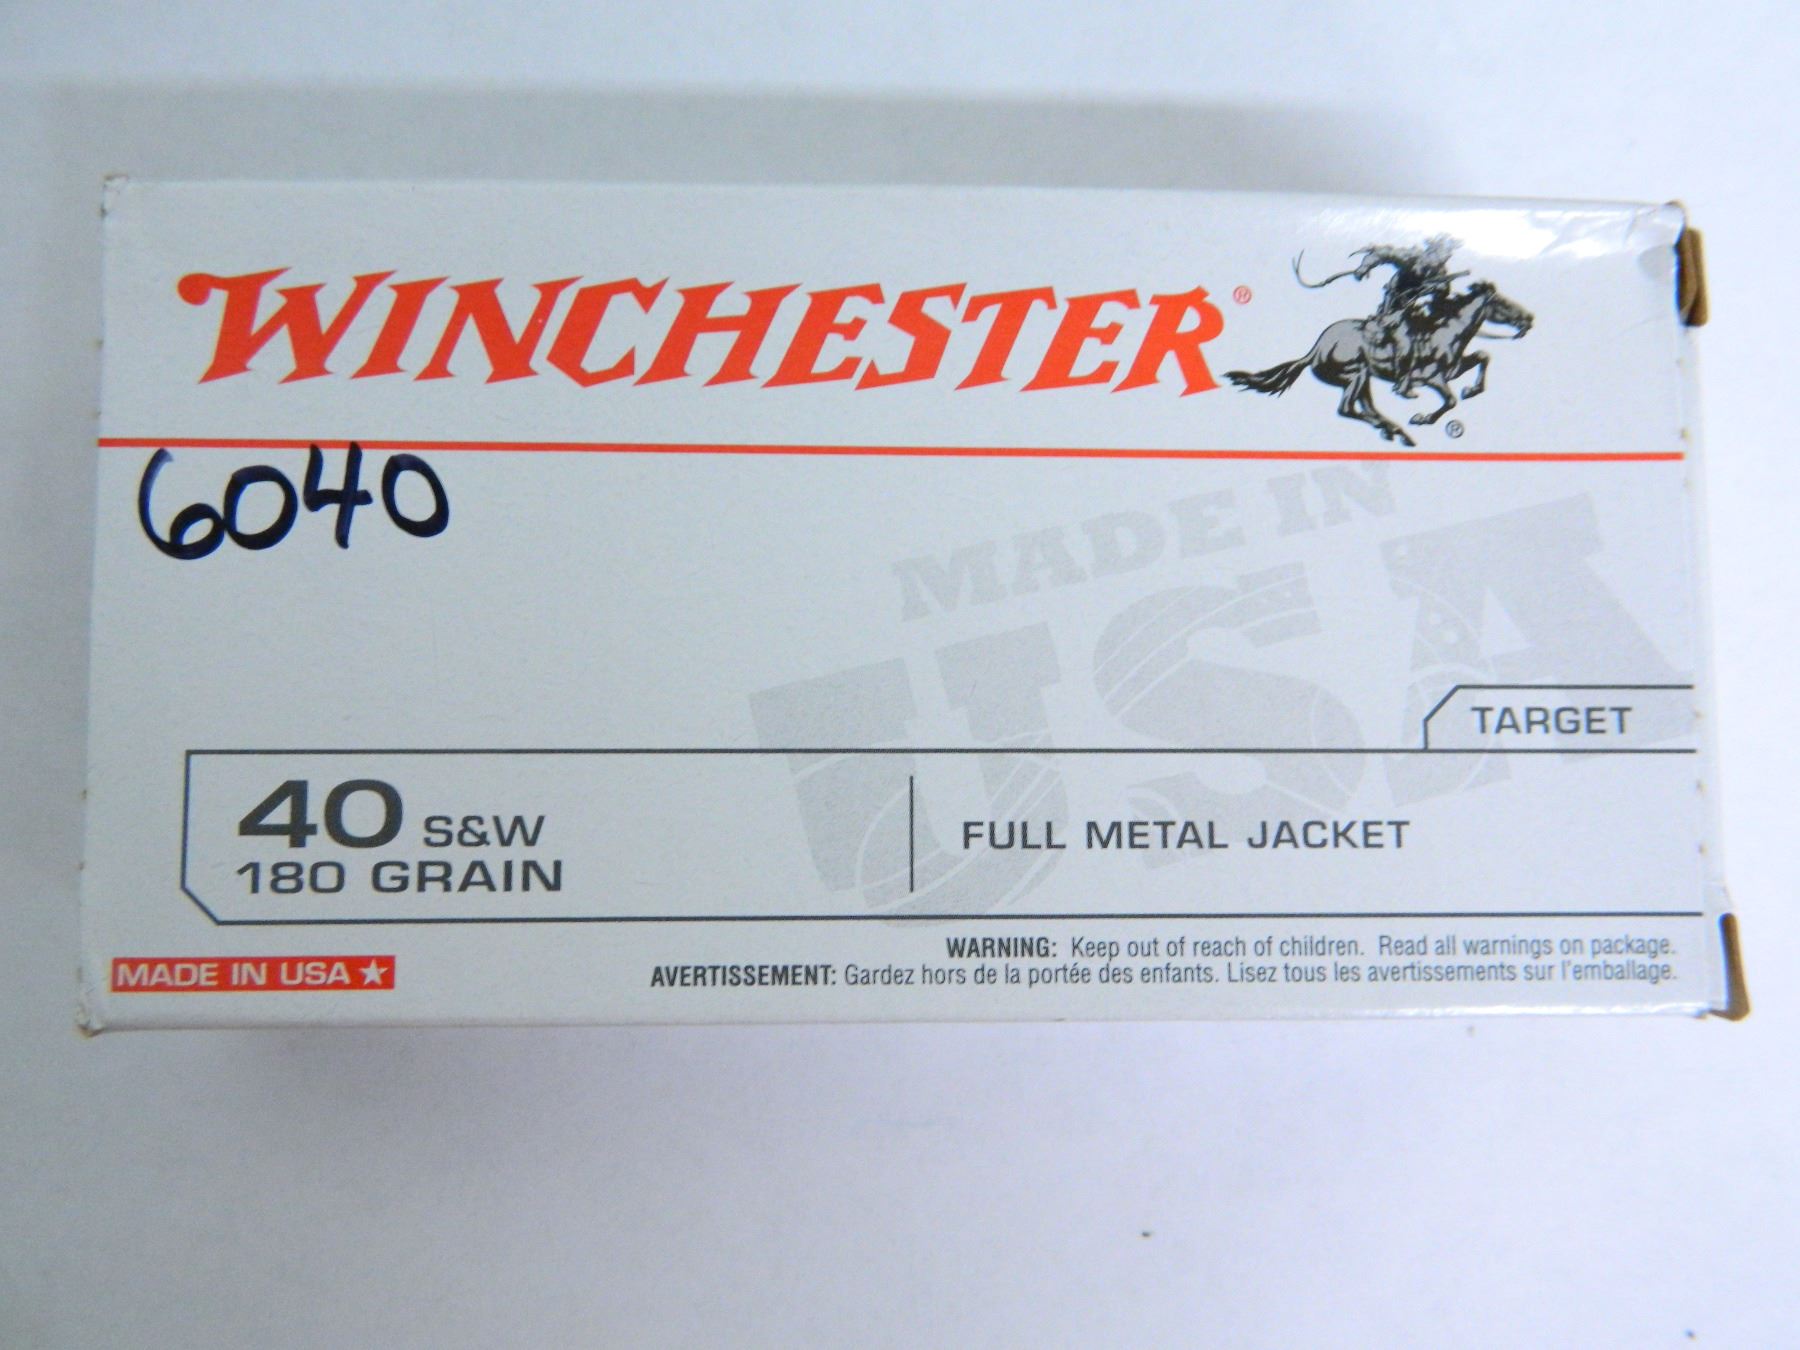 WINCHESTER®
®
6040
MADE IN
USA
TARGET
40 S&W
180 GRAIN
FULL METAL JACKET
MADE IN USA ★
WARNING: Keep out of reach of children. Read all warnings on package.
AVERTISSEMENT: Gardez hors de la portée des enfants. Lisez tous les avertissements sur l'emballage.